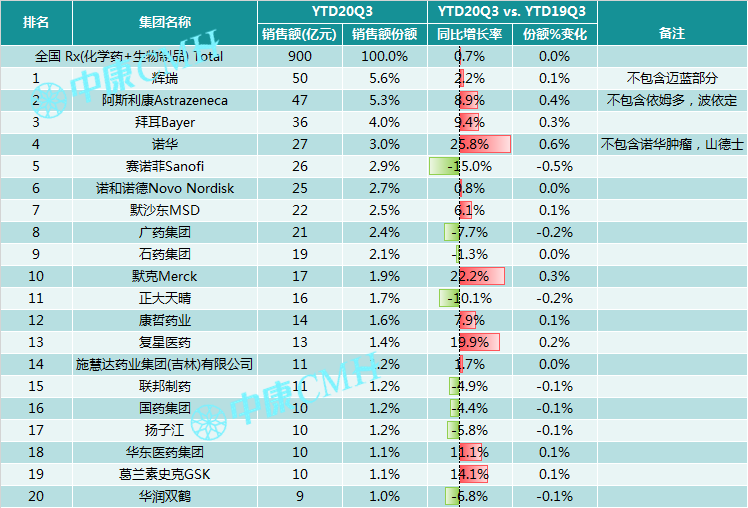 排名 集团名称 YTD20Q3 YTD20Q3 vs. YTD19Q3 备注
销售额(亿元) 销售额份额 同比增长率 份额%变化
全国 Rx(化学药+生物制品) Total 900 100.0% 0.7% 0.0%
1 辉瑞 50 5.6% 2.2% 0.1% 不包含迈蓝部分
2 阿斯利康Astrazeneca 47 5.3% 8.9% 0.4% 不包含依姆多，波依定
3 拜耳Bayer 36 4.0% 9.4% 0.3%
4 诺华 27 3.0% 25.8% 0.6% 不包含诺华肿瘤，山德士
5 赛诺菲Sanofi 26 2.9% -15.0% -0.5%
6 诺和诺德Novo Nordisk 25 2.7% 0.8% 0.0%
7 默沙东MSD 22 2.5% 6.1% 0.1%
8 广药集团 21 2.4% -7.7% -0.2%
9 石药集团 19 2.1% -1.3% 0.0%
10 默克Merck 17 1.9% 22.2% 0.3%
11 正大天晴 16 1.7% -10.1% -0.2%
12 康哲药业 14 1.6% 7.9% 0.1%
13 复星医药 13 1.4% 19.9% 0.2%
14 施慧达药业集团(吉林)有限公司 11 1.2% 1.7% 0.0%
15 联邦制药 11 1.2% -4.9% -0.1%
16 国药集团 10 1.2% -4.4% -0.1%
17 扬子江 10 1.2% -5.8% -0.1%
18 华东医药集团 10 1.1% 11.1% 0.1%
19 葛兰素史克GSK 10 1.1% 14.1% 0.1%
20 华润双鹤 9 1.0% -6.8% -0.1%
中康CMH
中康CMH